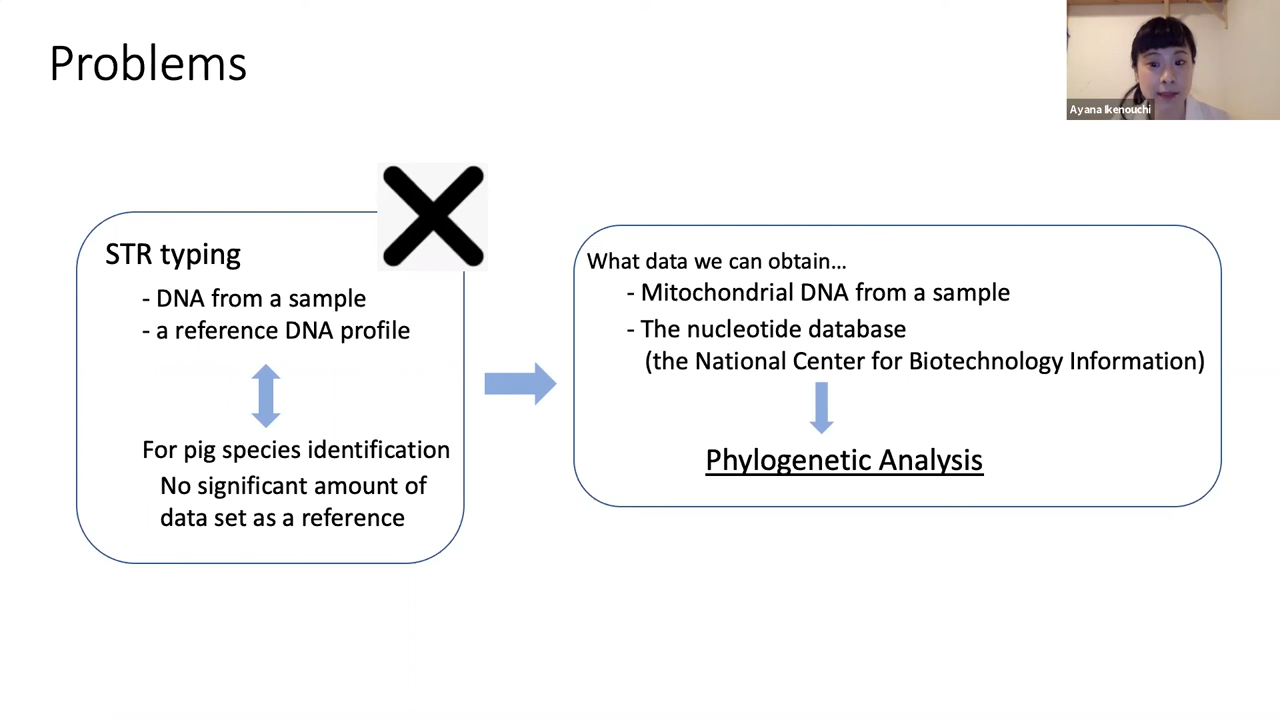 Problems
Ayana Ikenouchi
STR typing
- DNA from a sample
- a reference DNA profile
For pig species identification
No significant amount of
data set as a reference
What data we can obtain...
- Mitochondrial DNA from a sample
- The nucleotide database
(the National Center for Biotechnology Information)
Phylogenetic Analysis